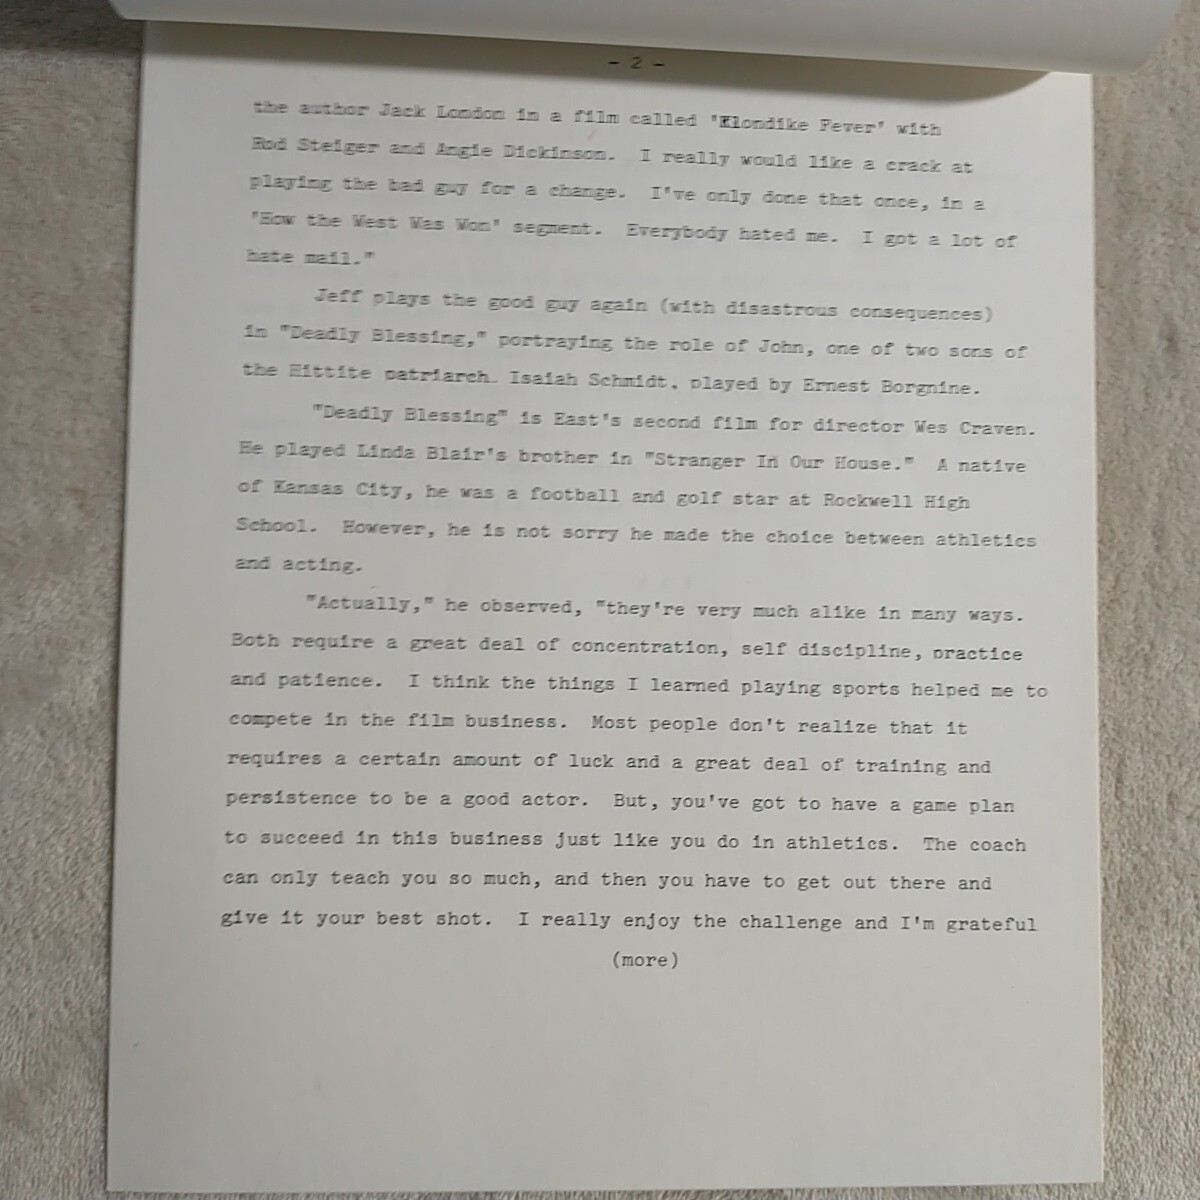 - 2 -
the author Jack London in a film called 'Klondike Fever' with
Rod Steiger and Angie Dickinson. I really would like a crack at
playing the bad guy for a change. I've only done that once, in a
'How the West Was Won' segment. Everybody hated me. I got a lot of
hate mail."
Jeff plays the good guy again (with disastrous consequences)
in "Deadly Blessing," portraying the role of John, one of two sons of
the Hittite patriarch, Isaiah Schmidt, played by Ernest Borgnine.
"Deadly Blessing" is East's second film for director Wes Craven.
He played Linda Blair's brother in "Stranger In Our House." A native
of Kansas City, he was a football and golf star at Rockwell High
School. However, he is not sorry he made the choice between athletics
and acting.
"Actually," he observed, "they're very much alike in many ways.
Both require a great deal of concentration, self discipline, practice
and patience. I think the things I learned playing sports helped me to
compete in the film business. Most people don't realize that it
requires a certain amount of luck and a great deal of training and
persistence to be a good actor. But, you've got to have a game plan
to succeed in this business just like you do in athletics. The coach
can only teach you so much, and then you have to get out there and
give it your best shot. I really enjoy the challenge and I'm grateful
(more)